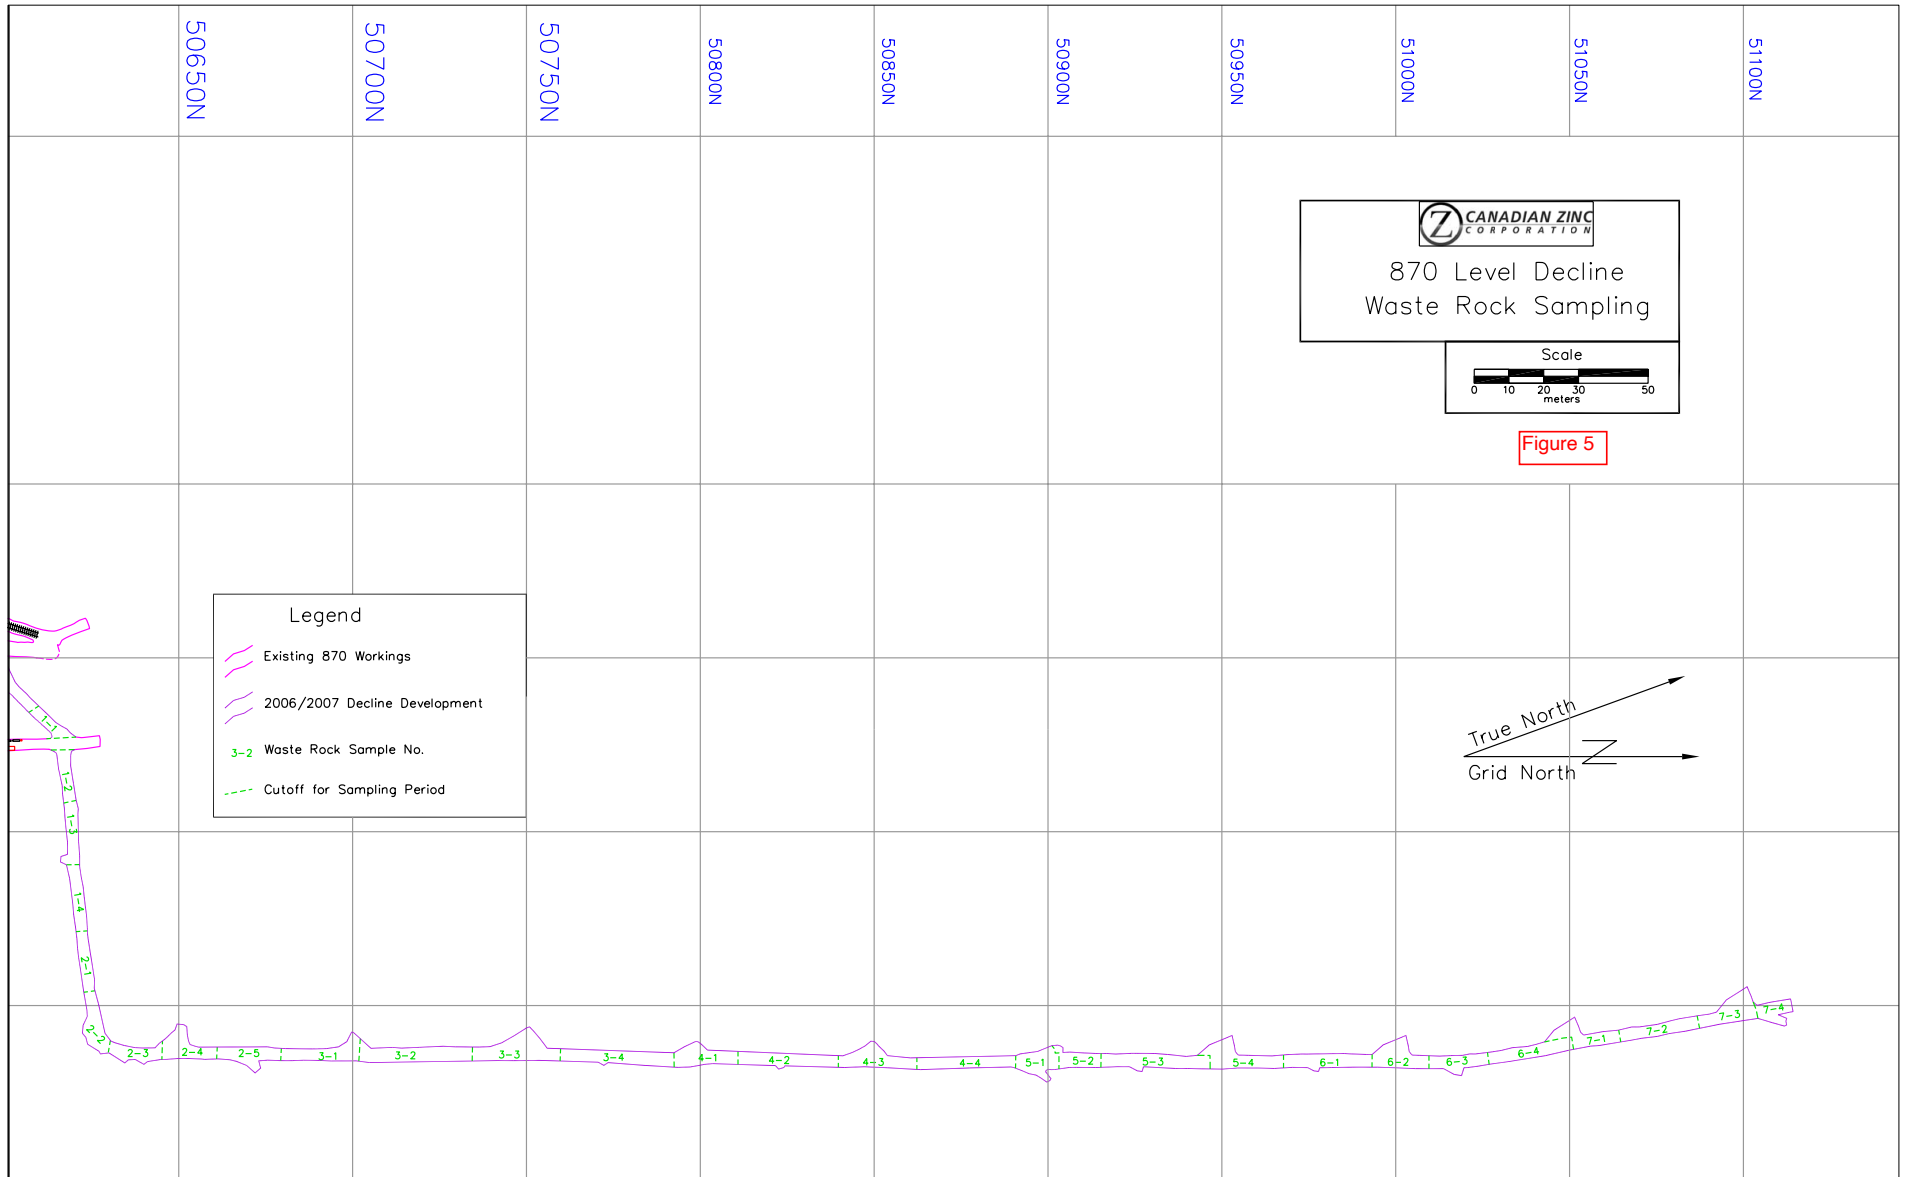 50650N
50700N
50750N
50800N
50850N
50900N
50950N
51000N
51050N
51100N
Z CANADIAN ZINC
CORPORATION
870 Level Decline
Waste Rock Sampling
Scale
0 10 20 30 50
meters
Figure 5
Legend
Existing 870 Workings
2006/2007 Decline Development
3-2 Waste Rock Sample No.
Cutoff for Sampling Period
True North
Grid North
1-1
1-2
1-3
1-4
2-1
2-2
2-3
2-4
2-5
3-1
3-2
3-3
3-4
4-1
4-2
4-3
4-4
5-1
5-2
5-3
5-4
6-1
6-2
6-3
6-4
7-1
7-2
7-3
7-4